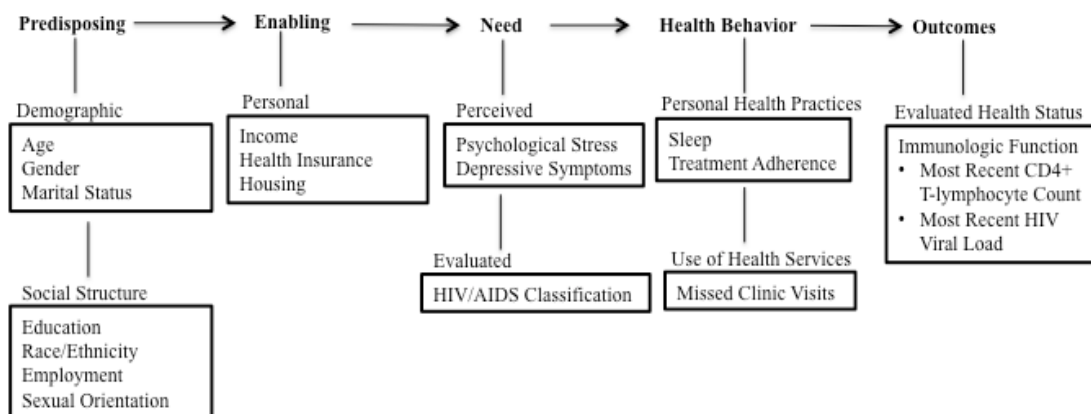 Predisposing
Enabling
Need
Health Behavior
Outcomes
Demographic
Age
Gender
Marital Status
Social Structure
Education
Race/Ethnicity
Employment
Sexual Orientation
Personal
Income
Health Insurance
Housing
Perceived
Psychological Stress
Depressive Symptoms
Evaluated
HIV/AIDS Classification
Personal Health Practices
Sleep
Treatment Adherence
Use of Health Services
Missed Clinic Visits
Evaluated Health Status
Immunologic Function
• Most Recent CD4+
T-lymphocyte Count
• Most Recent HIV
Viral Load